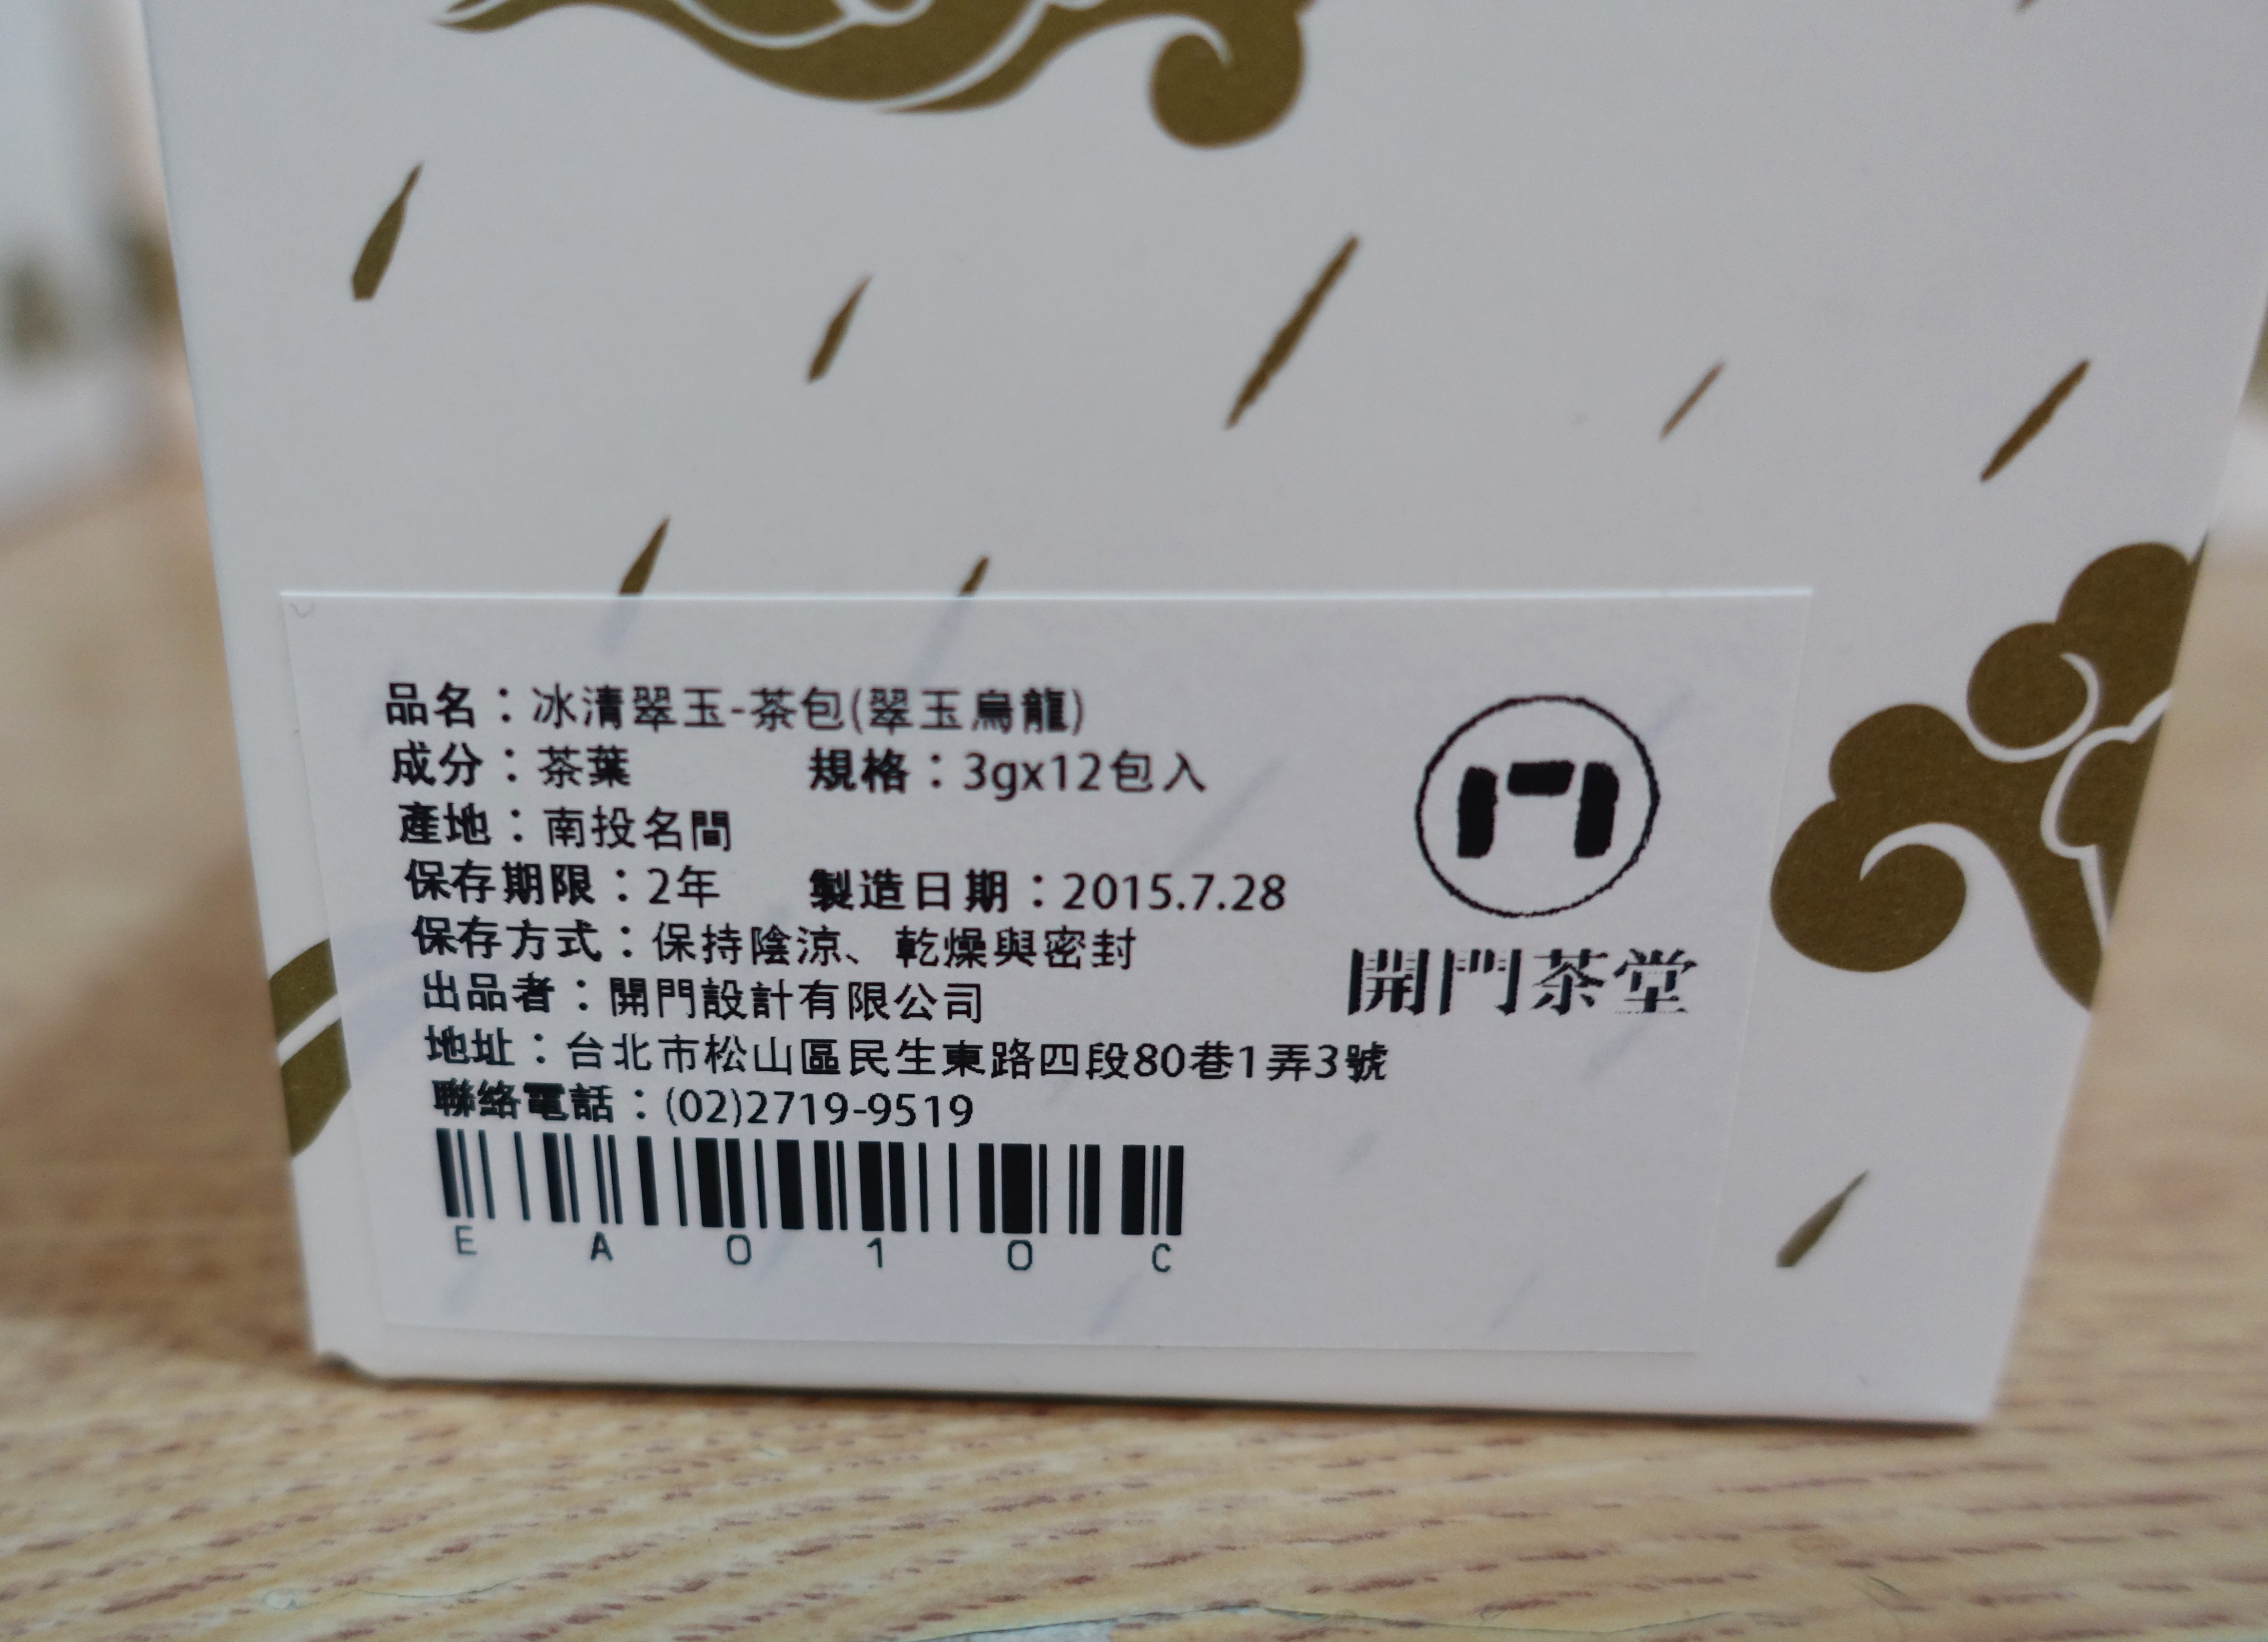 品名：冰清翠玉-茶包(翠玉烏龍)
成分：茶葉 規格：3gx12包入
產地：南投名間
保存期限：2年 製造日期：2015.7.28
保存方式：保持陰涼、乾燥與密封
出品者：開門設計有限公司
地址：台北市松山區民生東路四段80巷1弄3號
聯絡電話：(02)2719-9519
EA010C
開門茶堂